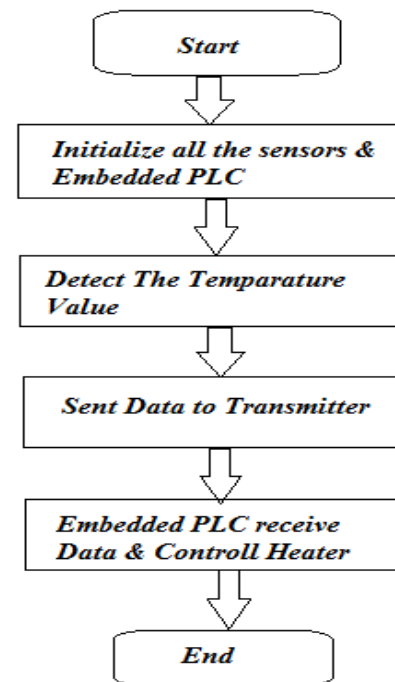 Start
Initialize all the sensors &
Embedded PLC
Detect The Temparature
Value
Sent Data to Transmitter
Embedded PLC receive
Data & Controll Heater
End